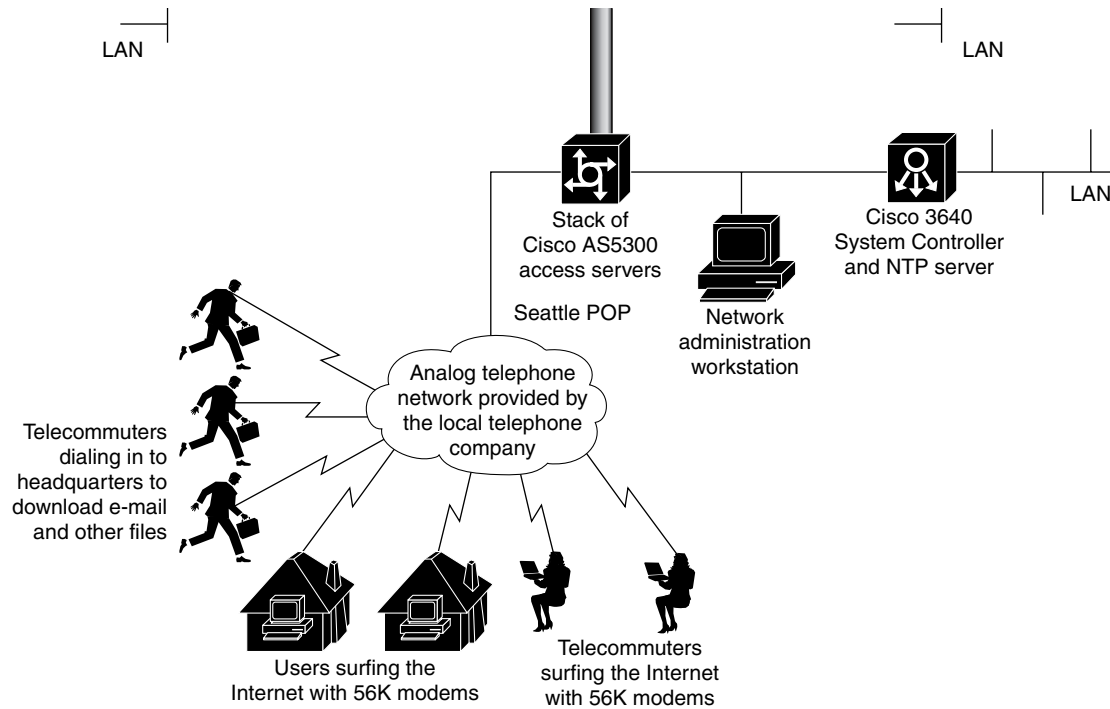 LAN
LAN
LAN
Stack of
Cisco AS5300
access servers
Cisco 3640
System Controller
and NTP server
Seattle POP
Network
administration
workstation
Analog telephone
network provided by
the local telephone
company
Telecommuters
dialing in to
headquarters to
download e-mail
and other files
Users surfing the
Internet with 56K modems
Telecommuters
surfing the Internet
with 56K modems